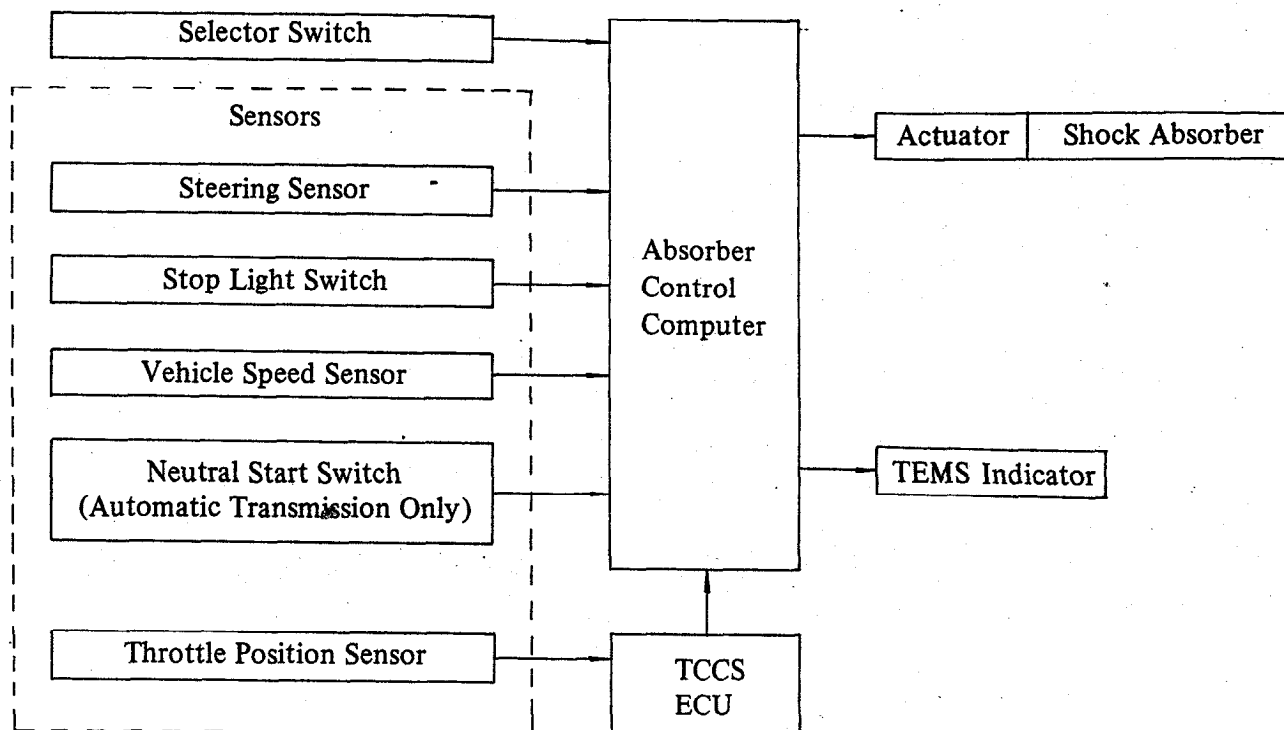 Selector Switch
Sensors
Steering Sensor
Stop Light Switch
Vehicle Speed Sensor
Neutral Start Switch
(Automatic Transmission Only)
Throttle Position Sensor
Absorber
Control
Computer
TCCS
ECU
Actuator
Shock Absorber
TEMS Indicator